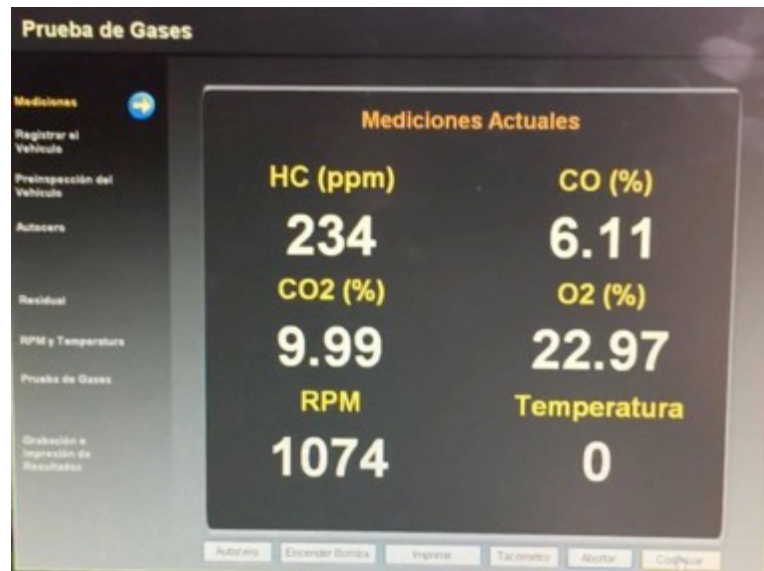 Prueba de Gases
Mediciones
Registrar el
Vehículo
Preinspección del
Vehículo
Autocero
Residual
RPM y Temperatura
Prueba de Gases
Grabación e
Impresión de
Resultados
Mediciones Actuales
HC (ppm)
CO (%)
234
6.11
CO2 (%)
O2 (%)
9.99
22.97
RPM
Temperatura
1074
0
Autocero
Encender Bomba
Imprimir
Tacómetro
Abortar
Continuar